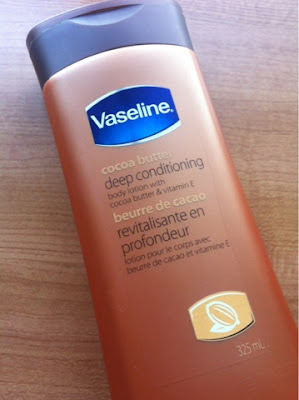 Vaseline.
cocoa butter
deep conditioning
body lotion with
cocoa butter & vitamin E
beurre de cacao
revitalisante en
profondeur
lotion pour le corps avec
beurre de cacao et vitamine E
325 mL